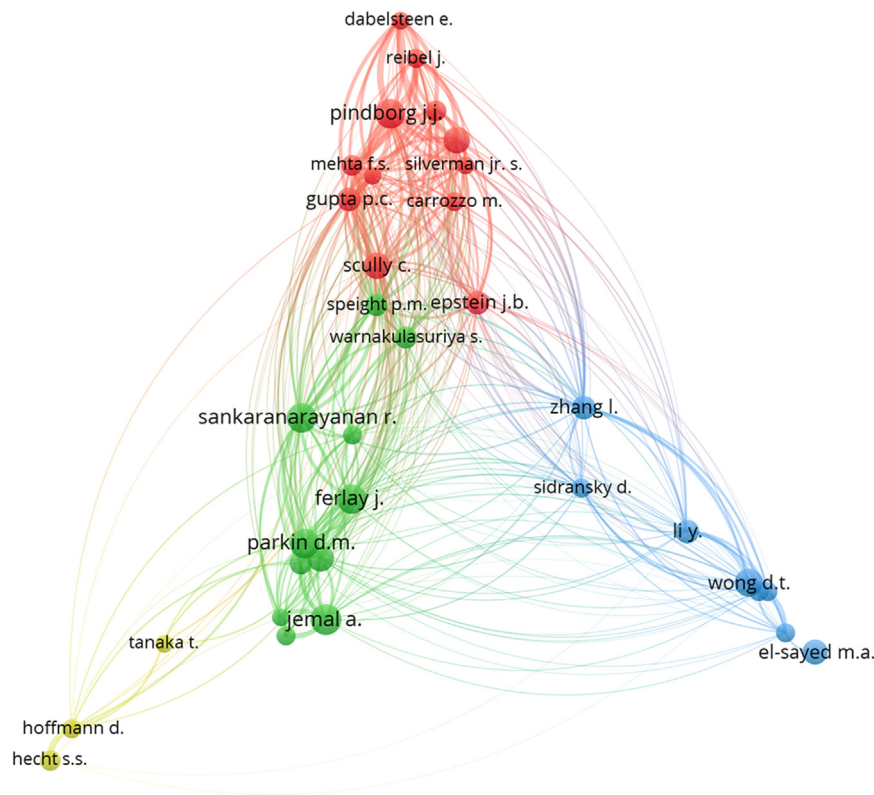 dabelsteen e.
reibel j.
pindborg j.j.
mehta f.s. silverman jr. s.
gupta p.c. carrozzo m.
scully c.
speight p.m. epstein j.b.
warnakulasuriya s.
zhang l.
sankaranarayanan r.
sidransky d.
ferlay j.
li y.
parkin d.m.
wong d.t.
jemal a.
tanaka t.
el-sayed m.a.
hoffmann d.
hecht s.s.